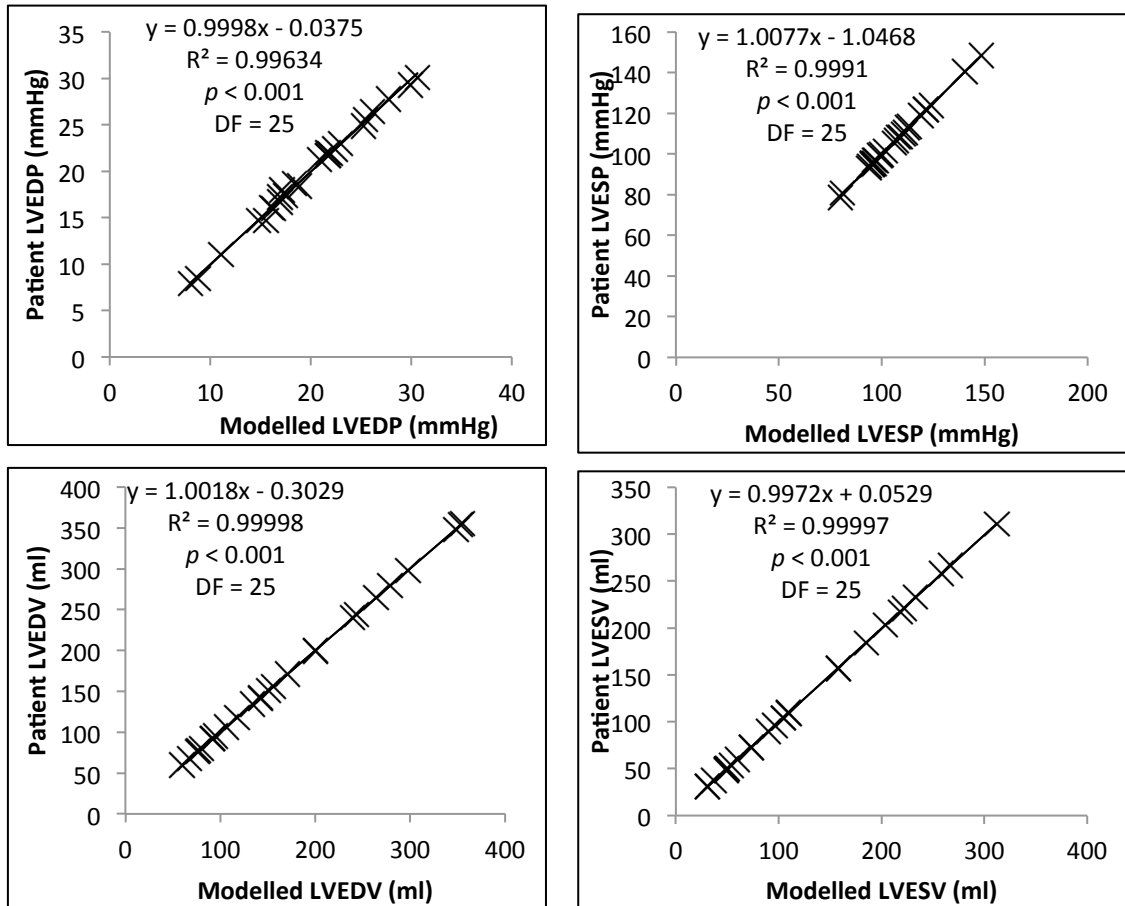 y = 0.9998x - 0.0375
R² = 0.99634
p < 0.001
DF = 25
35
30
25
20
15
10
5
0
0 10 20 30 40
Patient LVEDP (mmHg)
Modelled LVEDP (mmHg)
y = 1.0077x - 1.0468
R² = 0.9991
p < 0.001
DF = 25
160
140
120
100
80
60
40
20
0
0 50 100 150 200
Patient LVESP (mmHg)
Modelled LVESP (mmHg)
y = 1.0018x - 0.3029
R² = 0.99998
p < 0.001
DF = 25
400
350
300
250
200
150
100
50
0
0 100 200 300 400
Patient LVEDV (ml)
Modelled LVEDV (ml)
y = 0.9972x + 0.0529
R² = 0.99997
p < 0.001
DF = 25
350
300
250
200
150
100
50
0
0 100 200 300 400
Patient LVESV (ml)
Modelled LVESV (ml)